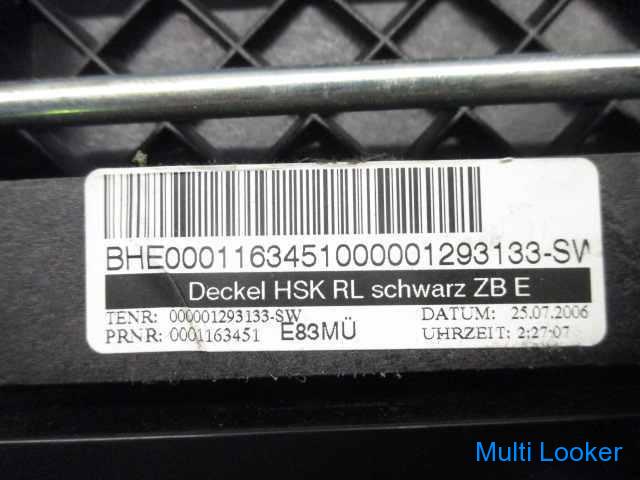 BHE0001163451000001293133-SW
Deckel HSK RL schwarz ZB E
TENR: 000001293133-SW DATUM: 25.07.2006
PRNR: 0001163451 E83MÜ UHRZEIT: 2:27:07
Multi Looker